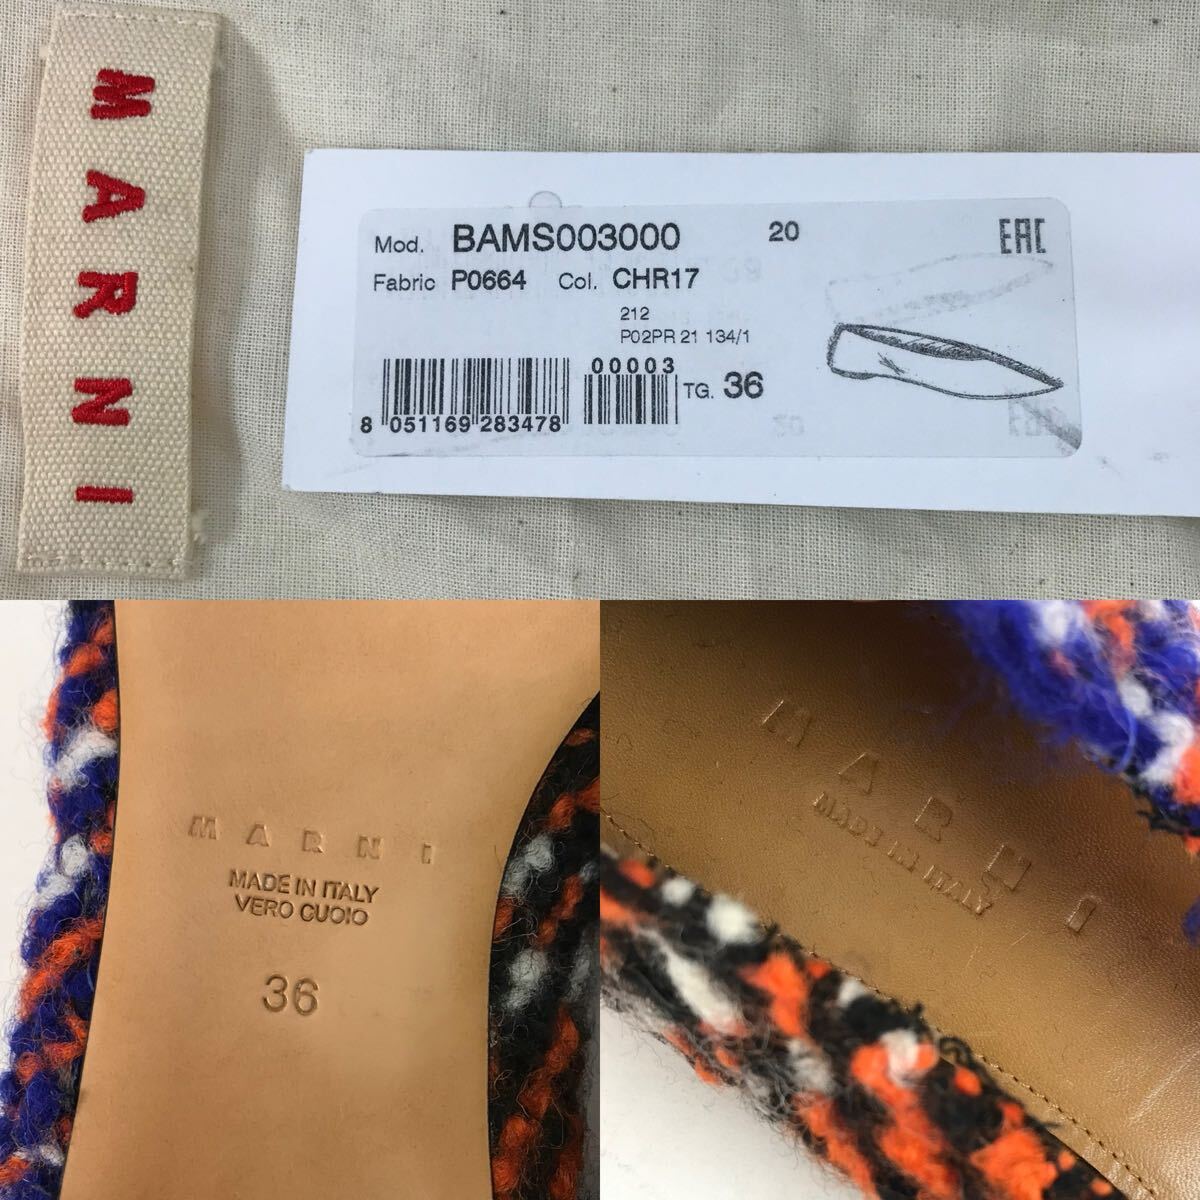 MARNI
Mod. BAMS003000 20 EAC
Fabric P0664 Col. CHR17
212
P02PR 21 134/1
00003
TG. 36
8 051169 283478
MARNI
MADE IN ITALY
VERO CUOIO
36
MARNI
MADE IN ITALY